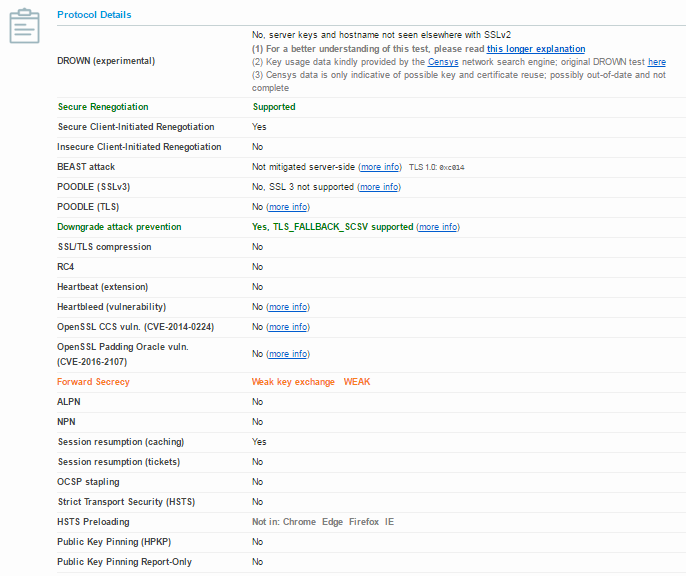 Protocol Details
DROWN (experimental)
No, server keys and hostname not seen elsewhere with SSLv2
(1) For a better understanding of this test, please read this longer explanation
(2) Key usage data kindly provided by the Censys network search engine; original DROWN test here
(3) Censys data is only indicative of possible key and certificate reuse; possibly out-of-date and not
complete
Secure Renegotiation Supported
Secure Client-Initiated Renegotiation Yes
Insecure Client-Initiated Renegotiation No
BEAST attack Not mitigated server-side (more info) TLS 1.0: 0xc014
POODLE (SSLv3) No, SSL 3 not supported (more info)
POODLE (TLS) No (more info)
Downgrade attack prevention Yes, TLS_FALLBACK_SCSV supported (more info)
SSL/TLS compression No
RC4 No
Heartbeat (extension) No
Heartbleed (vulnerability) No (more info)
OpenSSL CCS vuln. (CVE-2014-0224) No (more info)
OpenSSL Padding Oracle vuln.
(CVE-2016-2107) No (more info)
Forward Secrecy Weak key exchange WEAK
ALPN No
NPN No
Session resumption (caching) Yes
Session resumption (tickets) No
OCSP stapling No
Strict Transport Security (HSTS) No
HSTS Preloading Not in: Chrome Edge Firefox IE
Public Key Pinning (HPKP) No
Public Key Pinning Report-Only No